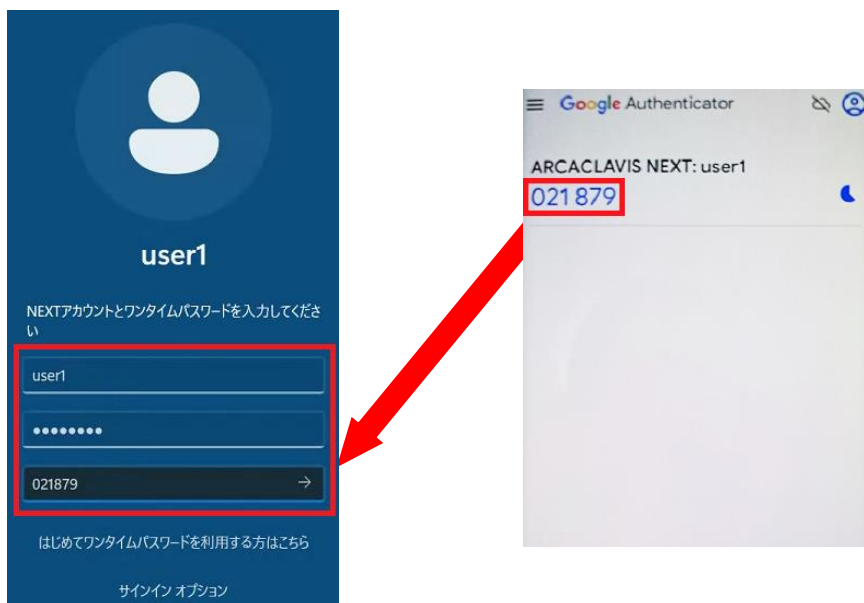 user1
NEXTアカウントとワンタイムパスワードを入力してくださ
い
user1
••••••••
021879
はじめてワンタイムパスワードを利用する方はこちら
サインイン オプション
Google Authenticator
ARCACLAVIS NEXT: user1
021 879